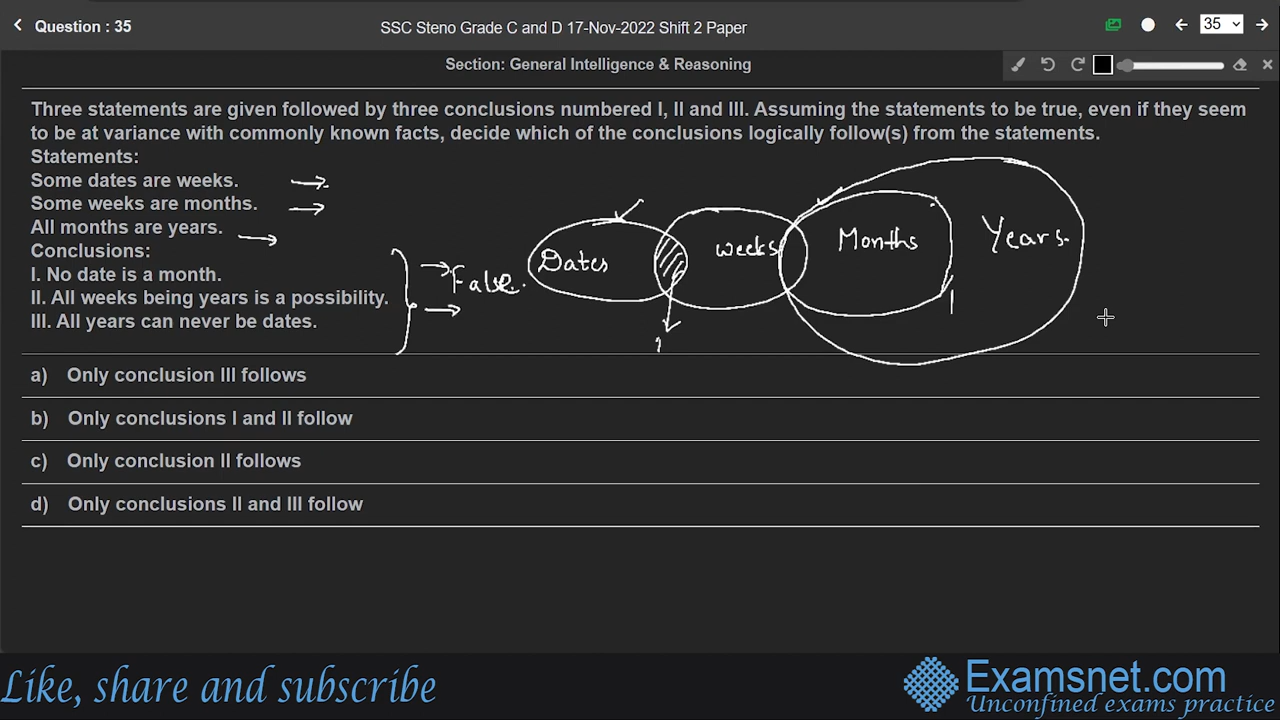 Question : 35
SSC Steno Grade C and D 17-Nov-2022 Shift 2 Paper
35
Section: General Intelligence & Reasoning
Three statements are given followed by three conclusions numbered I, II and III. Assuming the statements to be true, even if they seem
to be at variance with commonly known facts, decide which of the conclusions logically follow(s) from the statements.
Statements:
Some dates are weeks.
Some weeks are months.
All months are years.
Conclusions:
I. No date is a month.
II. All weeks being years is a possibility.
III. All years can never be dates.
False.
Dates
weeks
Months
Years.
a) Only conclusion III follows
b) Only conclusions I and II follow
c) Only conclusion II follows
d) Only conclusions II and III follow
Like, share and subscribe
Examsnet.com
Unconfined exams practice